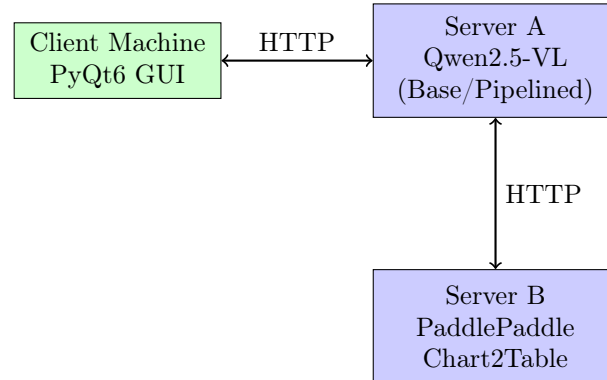 Client Machine
PyQt6 GUI
HTTP
Server A
Qwen2.5-VL
(Base/Pipelined)
HTTP
Server B
PaddlePaddle
Chart2Table